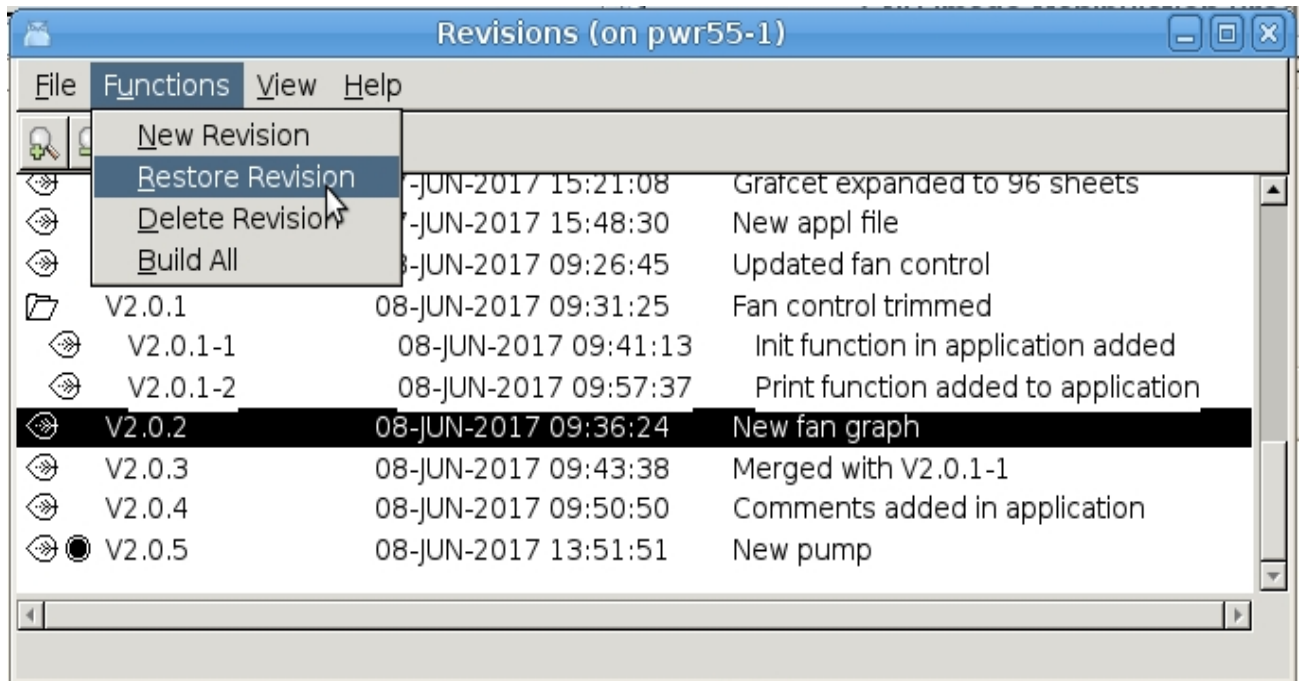 Revisions (on pwr55-1)
File Functions View Help
New Revision
Restore Revision
Delete Revision
Build All
-JUN-2017 15:21:08 Grafcet expanded to 96 sheets
-JUN-2017 15:48:30 New appl file
-JUN-2017 09:26:45 Updated fan control
V2.0.1 08-JUN-2017 09:31:25 Fan control trimmed
V2.0.1-1 08-JUN-2017 09:41:13 Init function in application added
V2.0.1-2 08-JUN-2017 09:57:37 Print function added to application
V2.0.2 08-JUN-2017 09:36:24 New fan graph
V2.0.3 08-JUN-2017 09:43:38 Merged with V2.0.1-1
V2.0.4 08-JUN-2017 09:50:50 Comments added in application
V2.0.5 08-JUN-2017 13:51:51 New pump